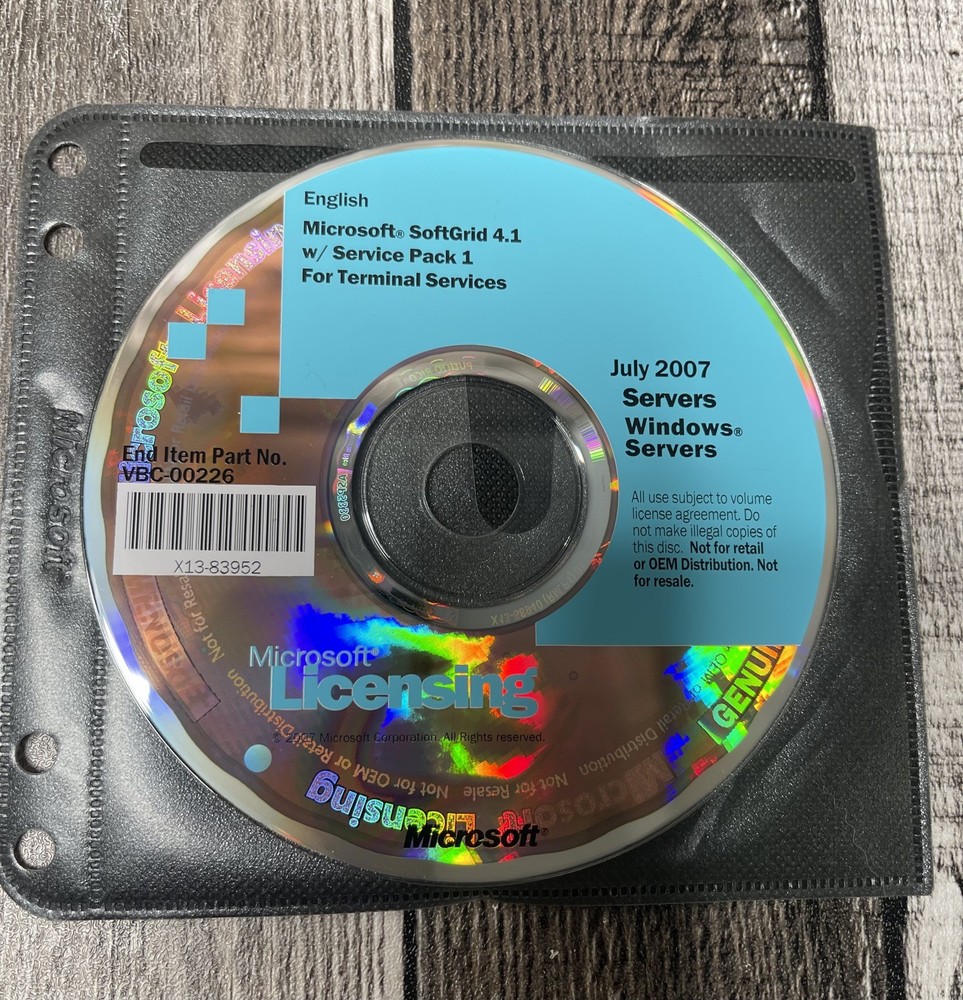 English
Microsoft® SoftGrid 4.1
w/ Service Pack 1
For Terminal Services
July 2007
Servers
Windows®
Servers
End Item Part No.
VBC-00226
X13-83952
All use subject to volume
license agreement. Do
not make illegal copies of
this disc. Not for retail
or OEM Distribution. Not
for resale.
Microsoft®
Licensing
© 2007 Microsoft Corporation. All Rights reserved.
Microsoft®
Microsoft Licensing
Not for OEM or Retail Distribution
Not for Resale
GENUINE
Microsoft®